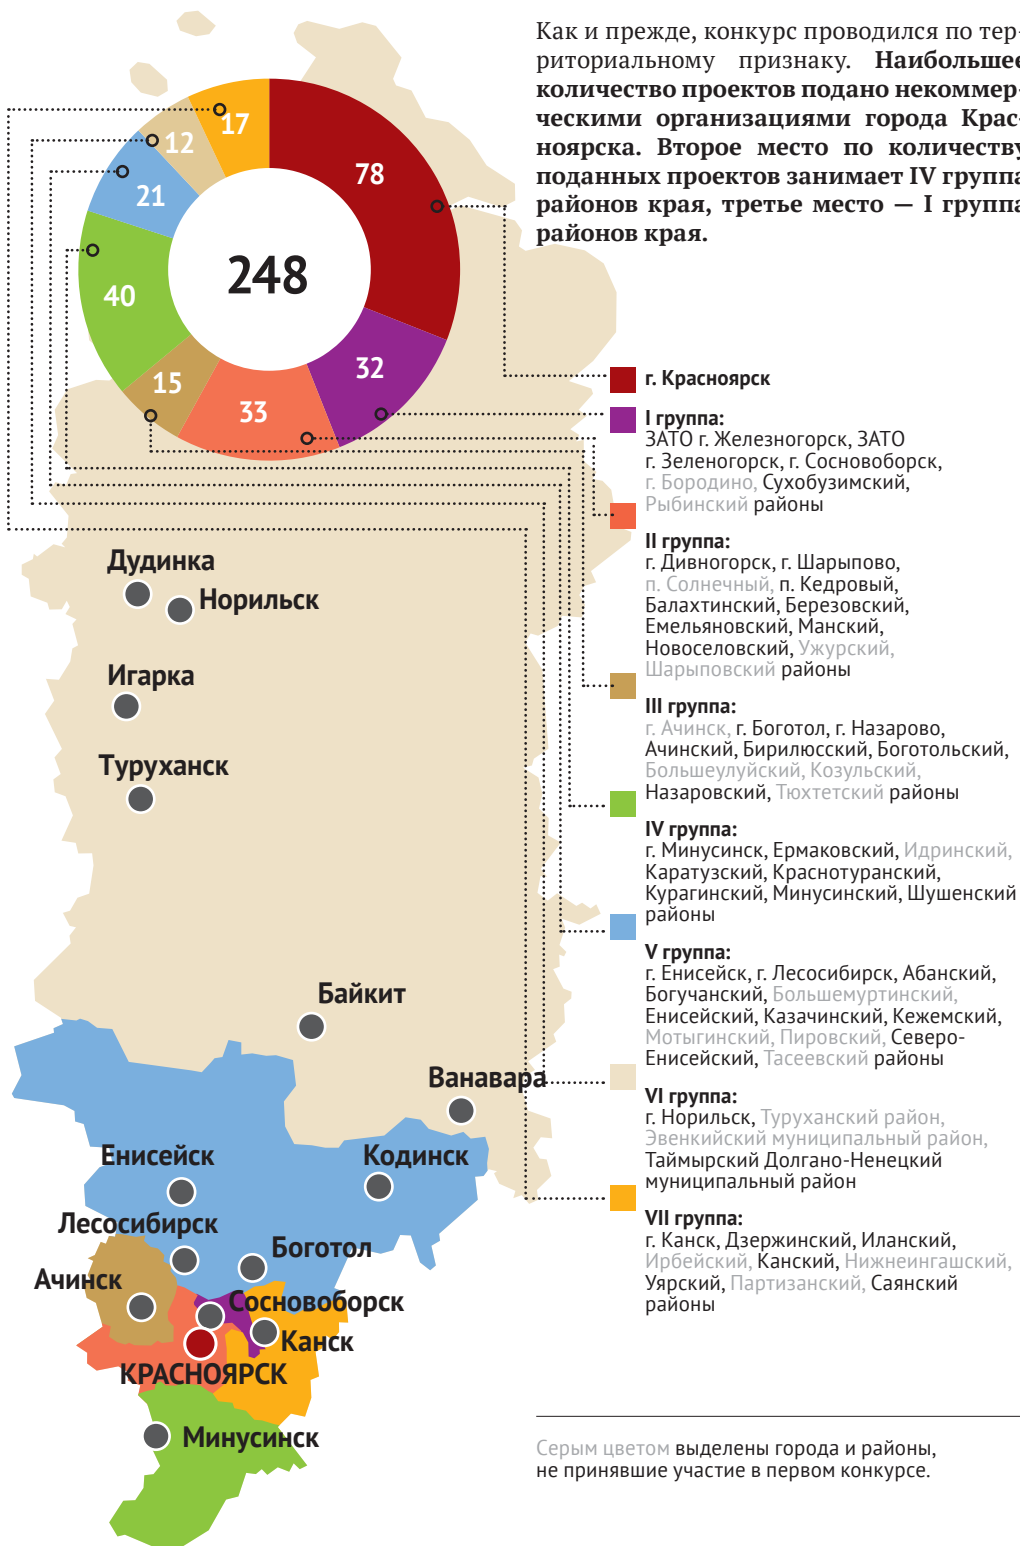 Как и прежде, конкурс проводился по тер-
риториальному признаку. Наибольшее
количество проектов подано некоммер-
ческими организациями города Крас-
ноярска. Второе место по количеству
поданных проектов занимает IV группа
районов края, третье место — I группа
районов края.
17
12
78
21
248
40
32
15
33
г. Красноярск
I группа:
ЗАТО г. Железногорск, ЗАТО
г. Зеленогорск, г. Сосновоборск,
г. Бородино, Сухобузимский,
Рыбинский районы
II группа:
г. Дивногорск, г. Шарыпово,
п. Солнечный, п. Кедровый,
Балахтинский, Березовский,
Емельяновский, Манский,
Новоселовский, Ужурский,
Шарыповский районы
III группа:
г. Ачинск, г. Боготол, г. Назарово,
Ачинский, Бирилюсский, Боготольский,
Большеулуйский, Козульский,
Назаровский, Тюхтетский районы
IV группа:
г. Минусинск, Ермаковский, Идринский,
Каратузский, Краснотуранский,
Курагинский, Минусинский, Шушенский
районы
V группа:
г. Енисейск, г. Лесосибирск, Абанский,
Богучанский, Большемуртинский,
Енисейский, Казачинский, Кежемский,
Мотыгинский, Пировский, Северо-
Енисейский, Тасеевский районы
VI группа:
г. Норильск, Туруханский район,
Эвенкийский муниципальный район,
Таймырский Долгано-Ненецкий
муниципальный район
VII группа:
г. Канск, Дзержинский, Иланский,
Ирбейский, Канский, Нижнеингашский,
Уярский, Партизанский, Саянский
районы
Дудинка
Норильск
Игарка
Туруханск
Байкит
Ванавара
Енисейск
Кодинск
Лесосибирск
Боготол
Ачинск
Сосновоборск
Канск
КРАСНОЯРСК
Минусинск
Серым цветом выделены города и районы,
не принявшие участие в первом конкурсе.